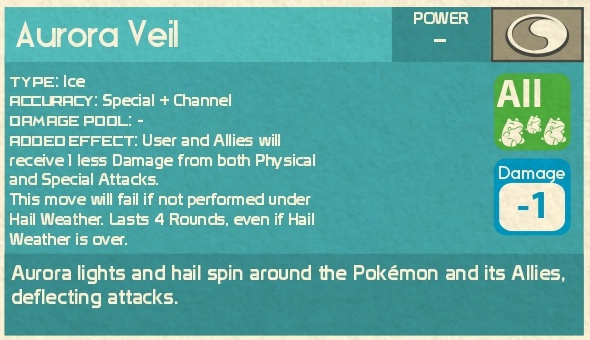 Aurora Veil
POWER
–
TYPE: Ice
ACCURACY: Special + Channel
DAMAGE POOL: -
ADDED EFFECT: User and Allies will
receive 1 less Damage from both Physical
and Special Attacks.
This move will fail if not performed under
Hail Weather. Lasts 4 Rounds, even if Hail
Weather is over.
All
Damage
-1
Aurora lights and hail spin around the Pokémon and its Allies,
deflecting attacks.